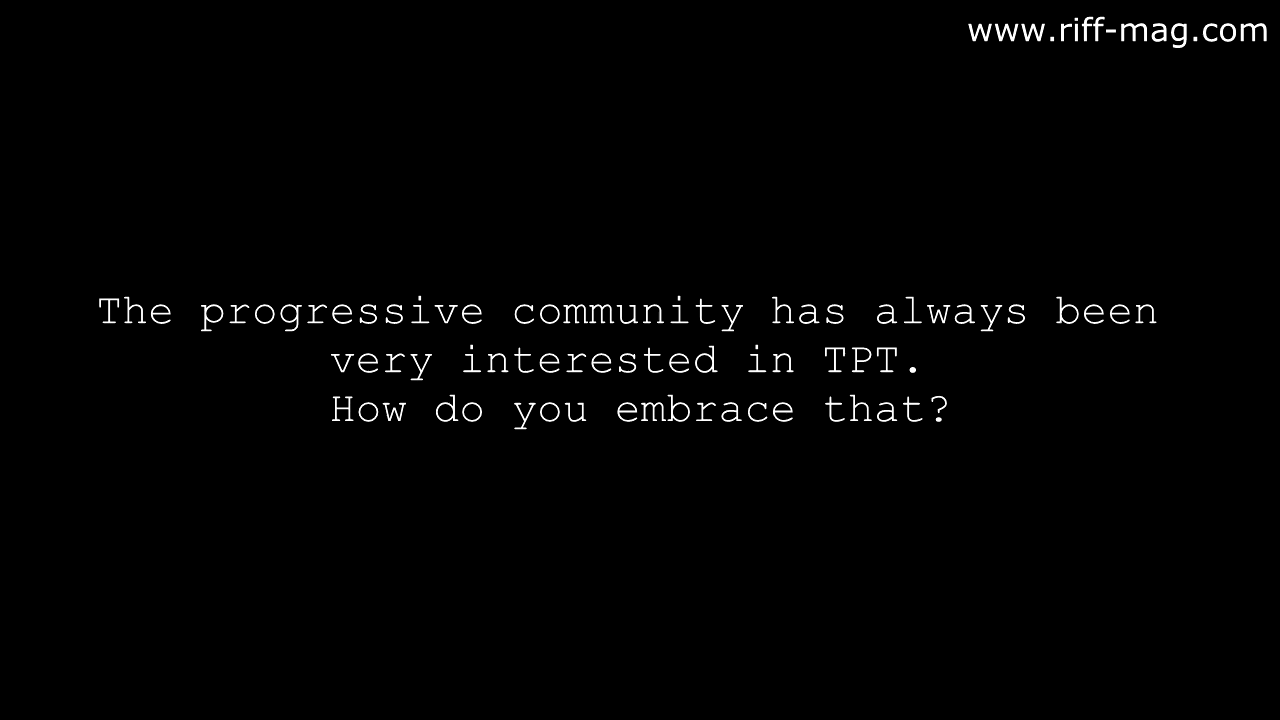 www.riff-mag.com
The progressive community has always been
very interested in TPT.
How do you embrace that?